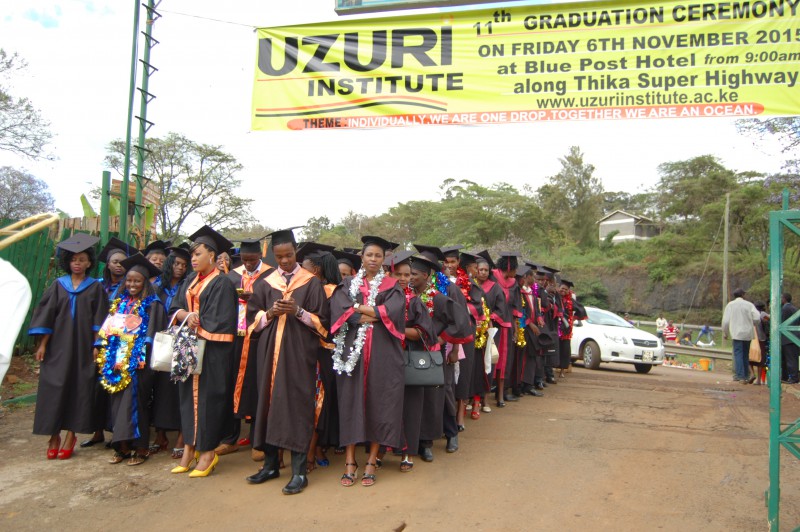 UZURI
INSTITUTE
11th GRADUATION CEREMONY
ON FRIDAY 6TH NOVEMBER 2015
at Blue Post Hotel from 9:00am
along Thika Super Highway
www.uzuriinstitute.ac.ke
THEME-INDIVIDUALLY, WE ARE ONE DROP, TOGETHER WE ARE AN OCEAN.